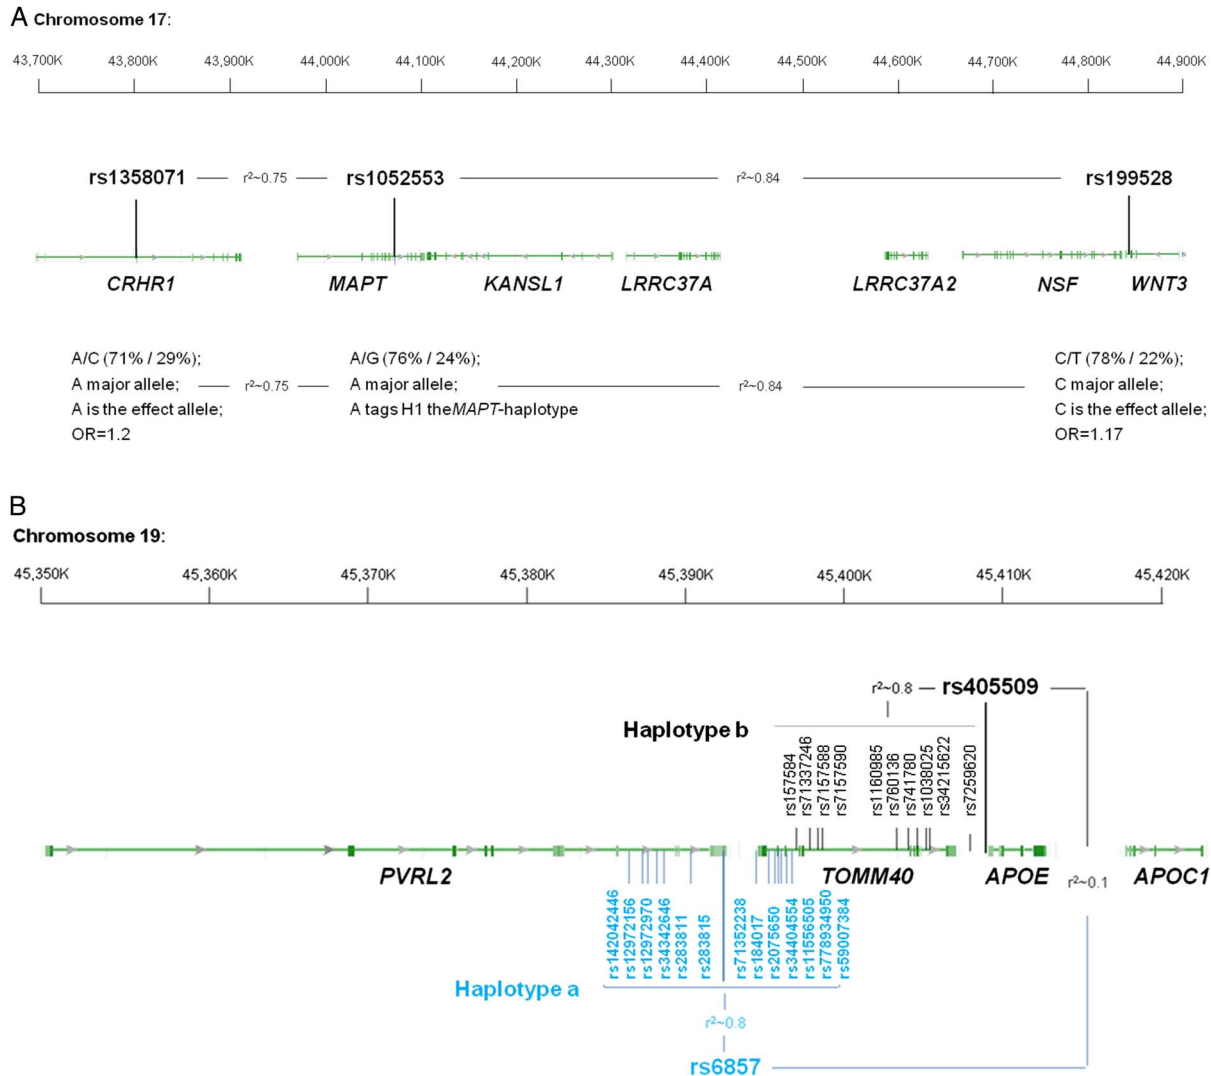 A Chromosome 17:
43,700K 43,800K 43,900K 44,000K 44,100K 44,200K 44,300K 44,400K 44,500K 44,600K 44,700K 44,800K 44,900K
rs1358071 r²~0.75 rs1052553 r²~0.84 rs199528
CRHR1 MAPT KANSL1 LRRC37A LRRC37A2 NSF WNT3
A/C (71% / 29%); A/G (76% / 24%); C/T (78% / 22%);
A major allele; r²~0.75 A major allele; r²~0.84 C major allele;
A is the effect allele; A tags H1 theMAPT-haplotype C is the effect allele;
OR=1.2 OR=1.17
B
Chromosome 19:
45,350K 45,360K 45,370K 45,380K 45,390K 45,400K 45,410K 45,420K
r²~0.8 rs405509
Haplotype b
rs157584
rs71337246
rs7157588
rs7157590
rs1160985
rs760136
rs741780
rs1038025
rs34215622
rs7259620
PVRL2 TOMM40 APOE r²~0.1 APOC1
rs142042446
rs12972156
rs12972970
rs34342646
rs283811
rs283815
rs71352238
rs184017
rs2075650
rs34404554
rs11556505
rs778934950
rs59007384
Haplotype a
r²~0.8
rs6857